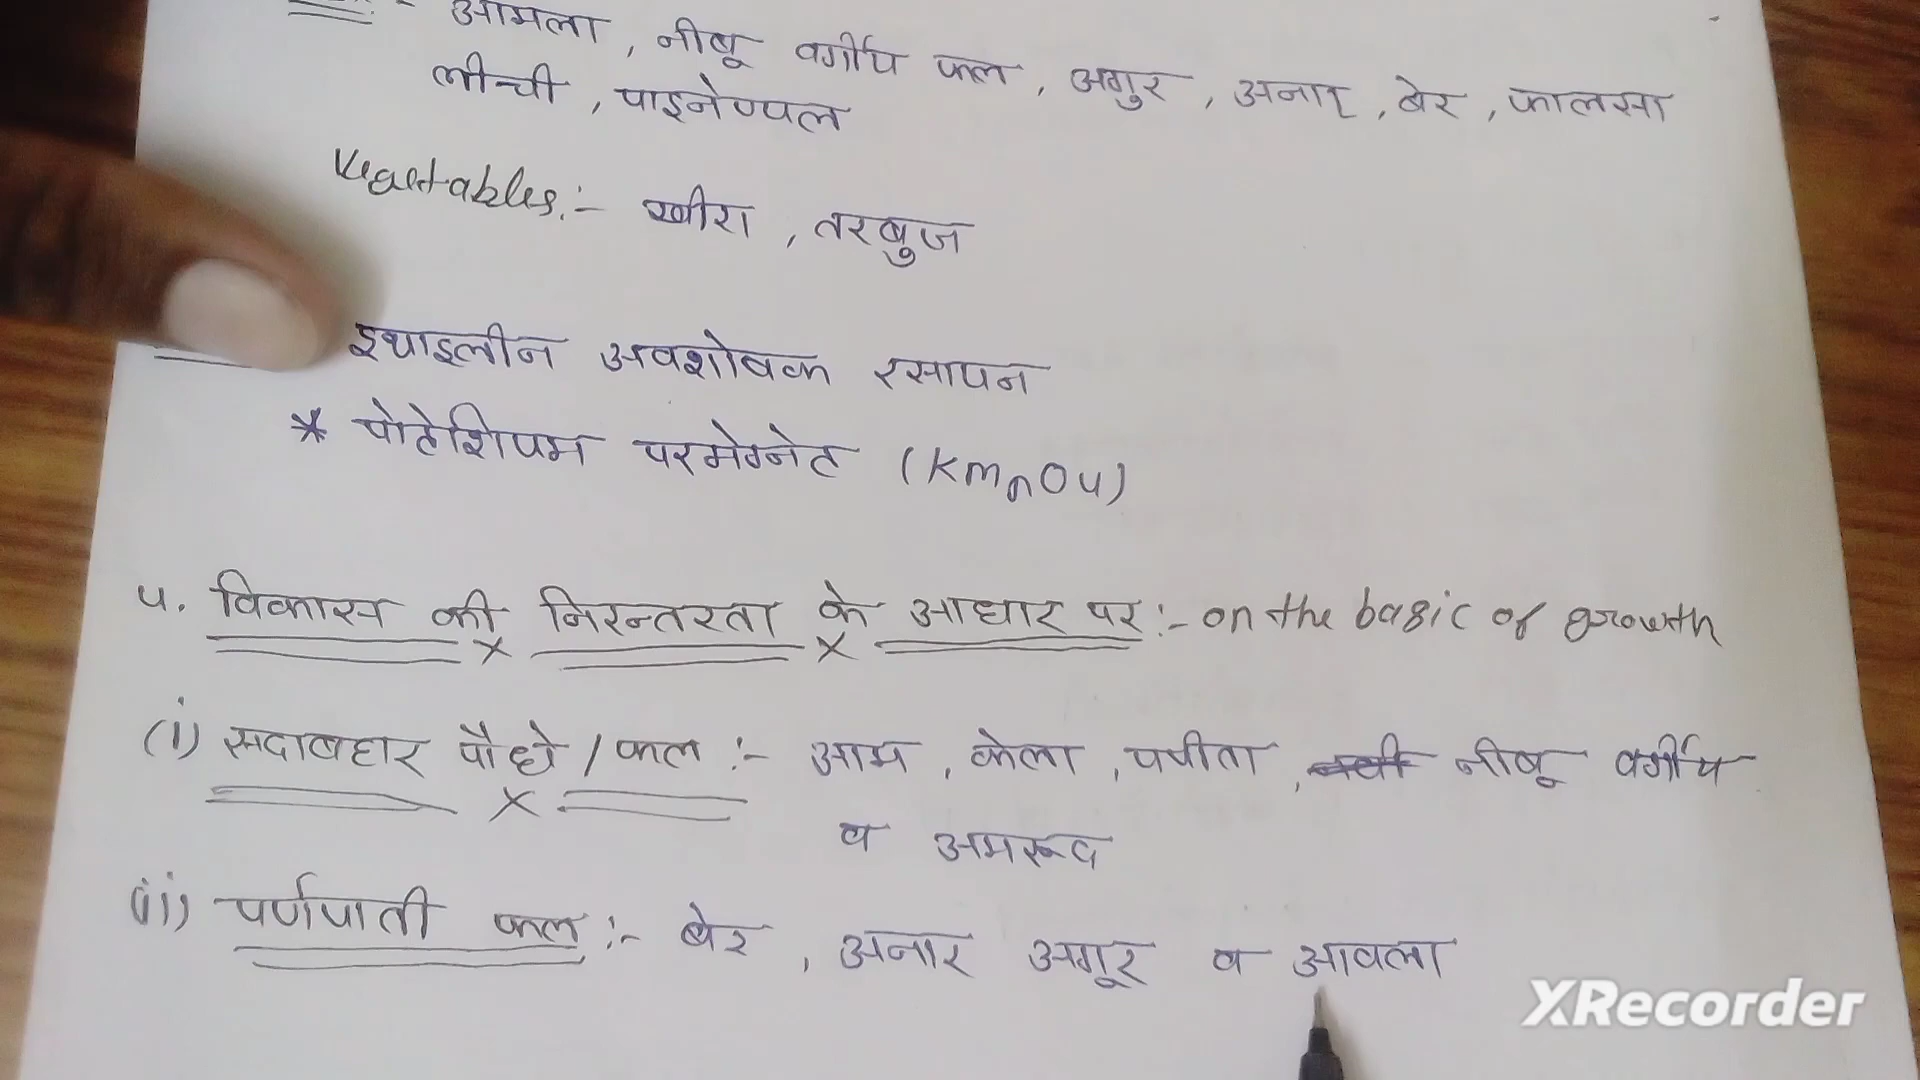 :- आमला , नीबू वर्गीय फल , अगुर , अनार , बेर , फालसा
लीची , पाइनेप्पल
Vegetables :- खीरा , तरबुज
इथाइलीन अवशोषक रसायन
* पोटेशियम परमेग्नेट (KMnO4)
4. विकास की निरन्तरता के आधार पर :- on the basic of growth
(i) सदाबहार पौधे / फल :- आम , केला , पपीता , नीबू वर्गीय
व अमरूद
(ii) पर्णपाती फल :- बेर , अनार अगूर व आवला
XRecorder